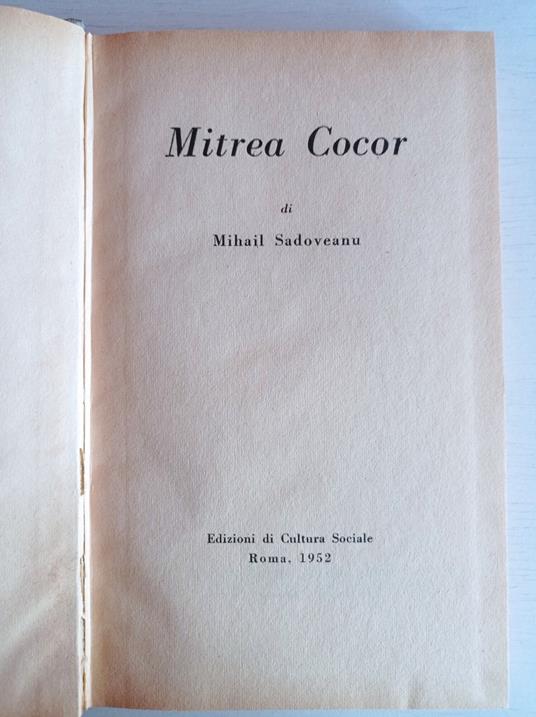 Mitrea Cocor
di
Mihail Sadoveanu
Edizioni di Cultura Sociale
Roma, 1952